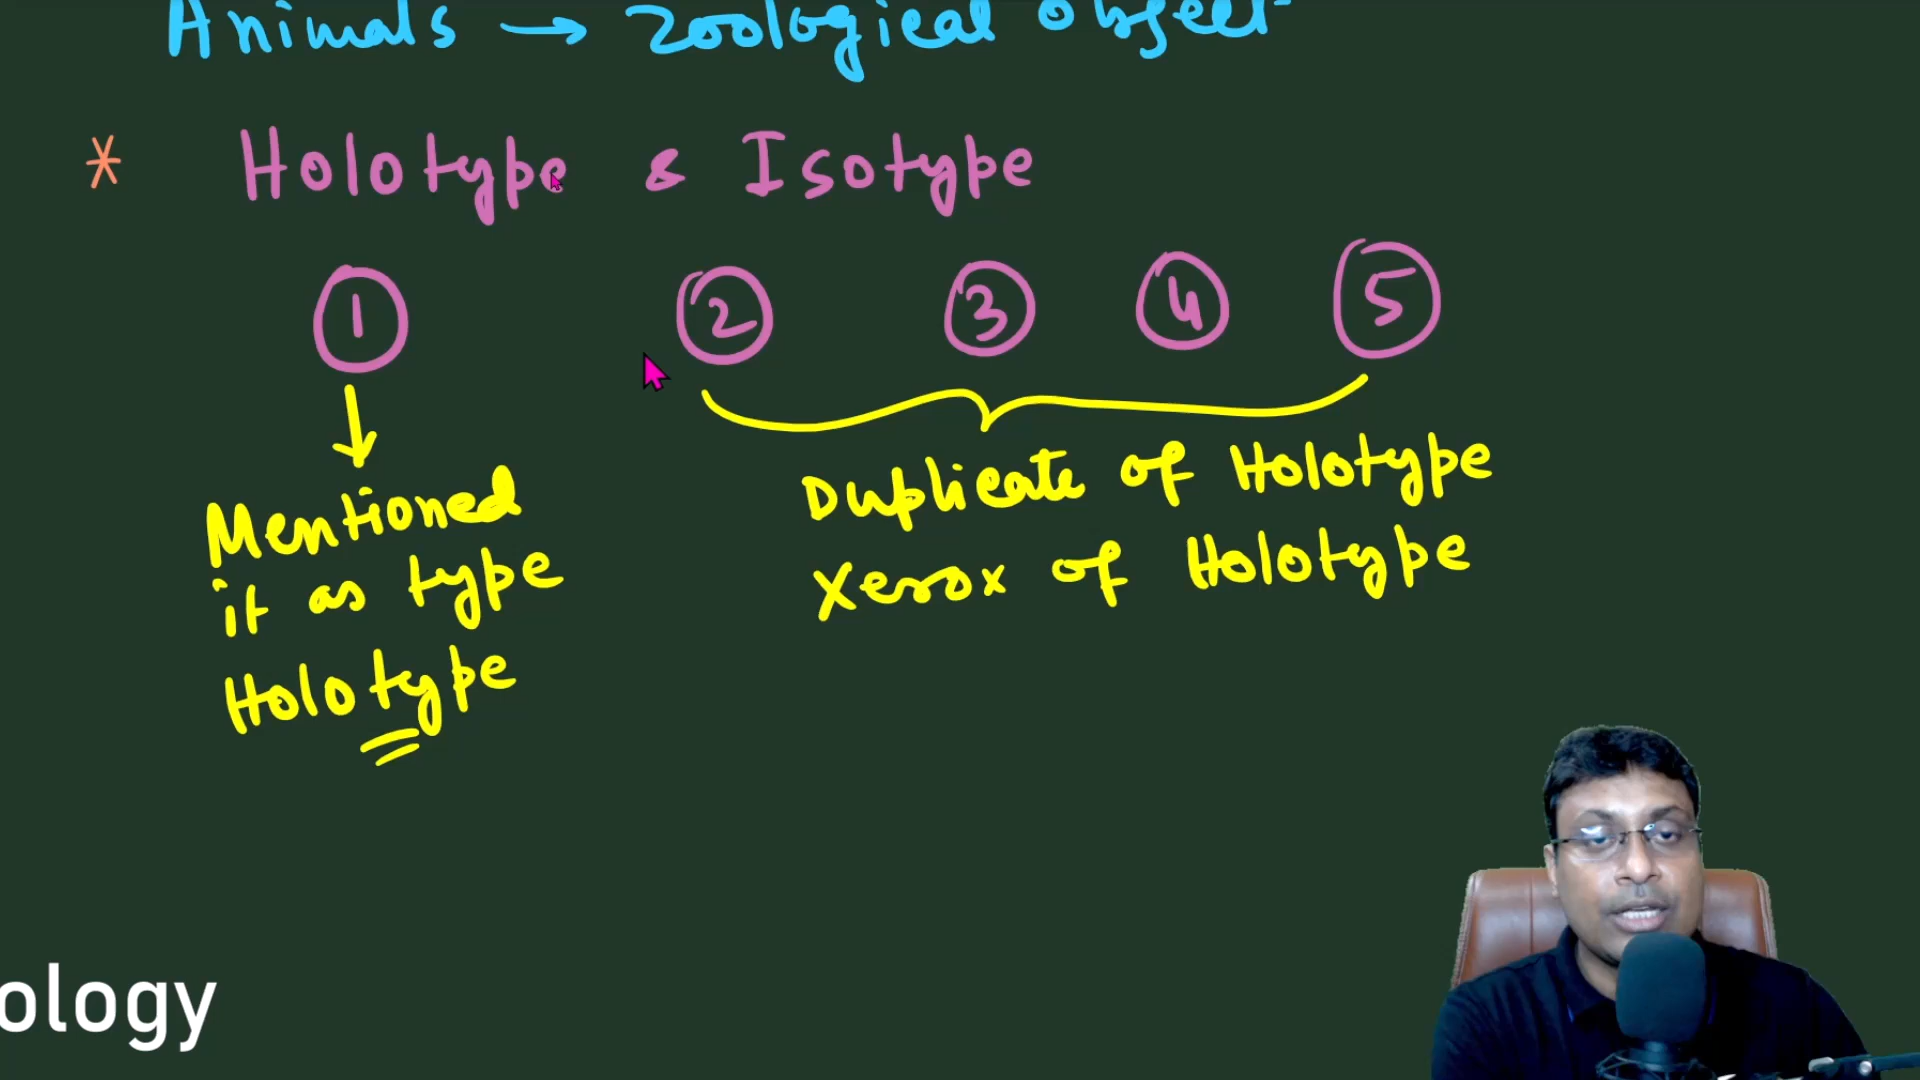 Animals → Zoological Object
* Holotype & Isotype
1 2 3 4 5
Mentioned
it as type
Holotype
Duplicate of Holotype
Xerox of Holotype
ology